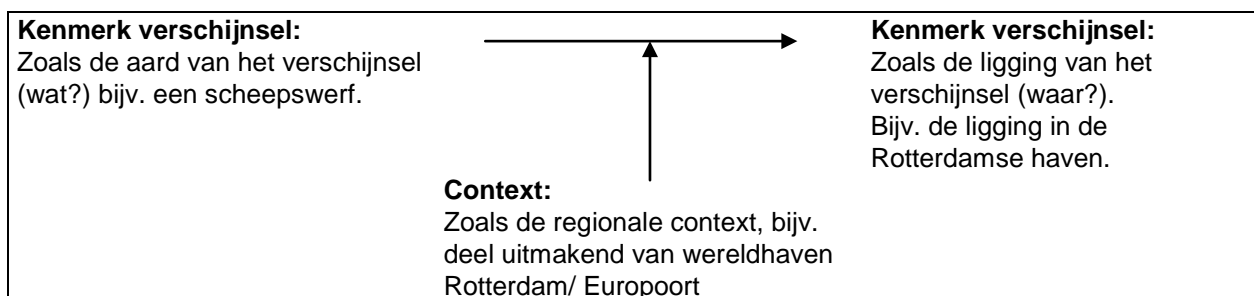 Kenmerk verschijnsel:
Zoals de aard van het verschijnsel
(wat?) bijv. een scheepswerf.
Kenmerk verschijnsel:
Zoals de ligging van het
verschijnsel (waar?).
Bijv. de ligging in de
Rotterdamse haven.
Context:
Zoals de regionale context, bijv.
deel uitmakend van wereldhaven
Rotterdam/ Europoort